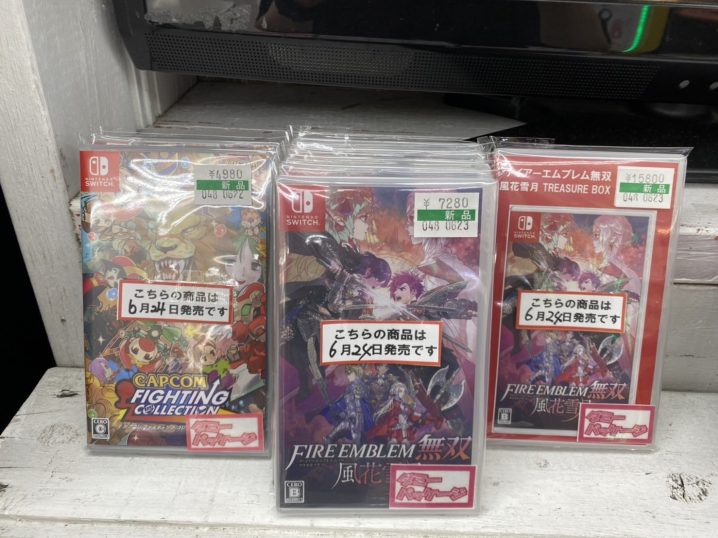 NINTENDO
SWITCH
¥4980
新品
048 0622
こちらの商品は
6月24日発売です
CAPCOM
FIGHTING
COLLECTION
CERO
C
ダミー
パッケージ
NINTENDO
SWITCH
¥ 7280
新品
048 0623
こちらの商品は
6月24日発売です
FIRE EMBLEM 無双
風花雪月
CERO
B
ダミー
パッケージ
ファイアーエムブレム無双
風花雪月 TREASURE BOX
¥15800
新品
048 0623
こちらの商品は
6月24日発売です
FIRE EMBLEM 無双
風花雪月
ダミー
パッケージ